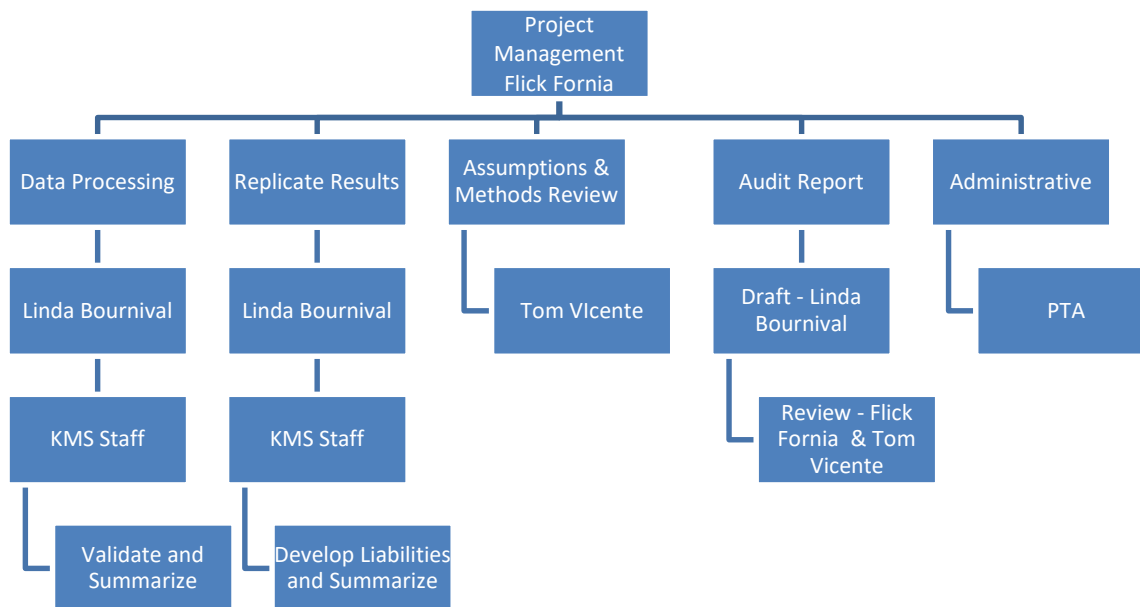 Project
Management
Flick Fornia
Data Processing
Replicate Results
Assumptions &
Methods Review
Audit Report
Administrative
Linda Bournival
Linda Bournival
Tom VIcente
Draft - Linda
Bournival
PTA
KMS Staff
KMS Staff
Review - Flick
Fornia & Tom
Vicente
Validate and
Summarize
Develop Liabilities
and Summarize